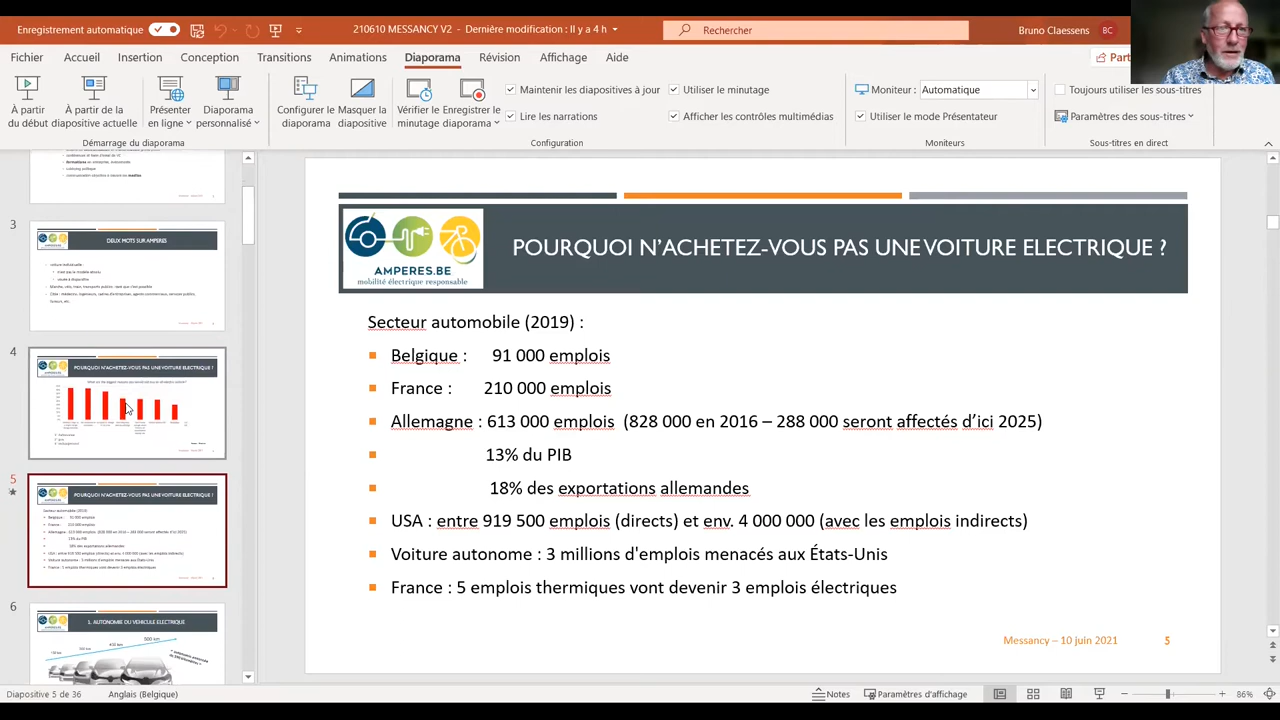 Enregistrement automatique
210610 MESSANCY V2 - Dernière modification : Il y a 4 h
Rechercher
Bruno Claessens
BC
Fichier
Accueil
Insertion
Conception
Transitions
Animations
Diaporama
Révision
Affichage
Aide
Part
À partir du début
À partir de la diapositive actuelle
Présenter en ligne
Diaporama personnalisé
Démarrage du diaporama
Configurer le diaporama
Masquer la diapositive
Vérifier le minutage
Enregistrer le diaporama
Maintenir les diapositives à jour
Lire les narrations
Utiliser le minutage
Afficher les contrôles multimédias
Configuration
Moniteur :
Automatique
Utiliser le mode Présentateur
Moniteurs
Toujours utiliser les sous-titres
Paramètres des sous-titres
Sous-titres en direct
3
DEUX MOTS SUR AMPERES
4
POURQUOI N'ACHETEZ-VOUS PAS UNE VOITURE ELECTRIQUE ?
5
POURQUOI N'ACHETEZ-VOUS PAS UNE VOITURE ELECTRIQUE ?
6
1. AUTONOMIE DU VEHICULE ELECTRIQUE
500 km
AMPERES.BE
mobilité électrique responsable
POURQUOI N'ACHETEZ-VOUS PAS UNE VOITURE ELECTRIQUE ?
Secteur automobile (2019) :
Belgique : 91 000 emplois
France : 210 000 emplois
Allemagne : 613 000 emplois (828 000 en 2016 – 288 000 seront affectés d'ici 2025)
13% du PIB
18% des exportations allemandes
USA : entre 919 500 emplois (directs) et env. 4 000 000 (avec les emplois indirects)
Voiture autonome : 3 millions d'emplois menacés aux États-Unis
France : 5 emplois thermiques vont devenir 3 emplois électriques
Messancy – 10 juin 2021
5
Diapositive 5 de 36
Anglais (Belgique)
Notes
Paramètres d'affichage
86%